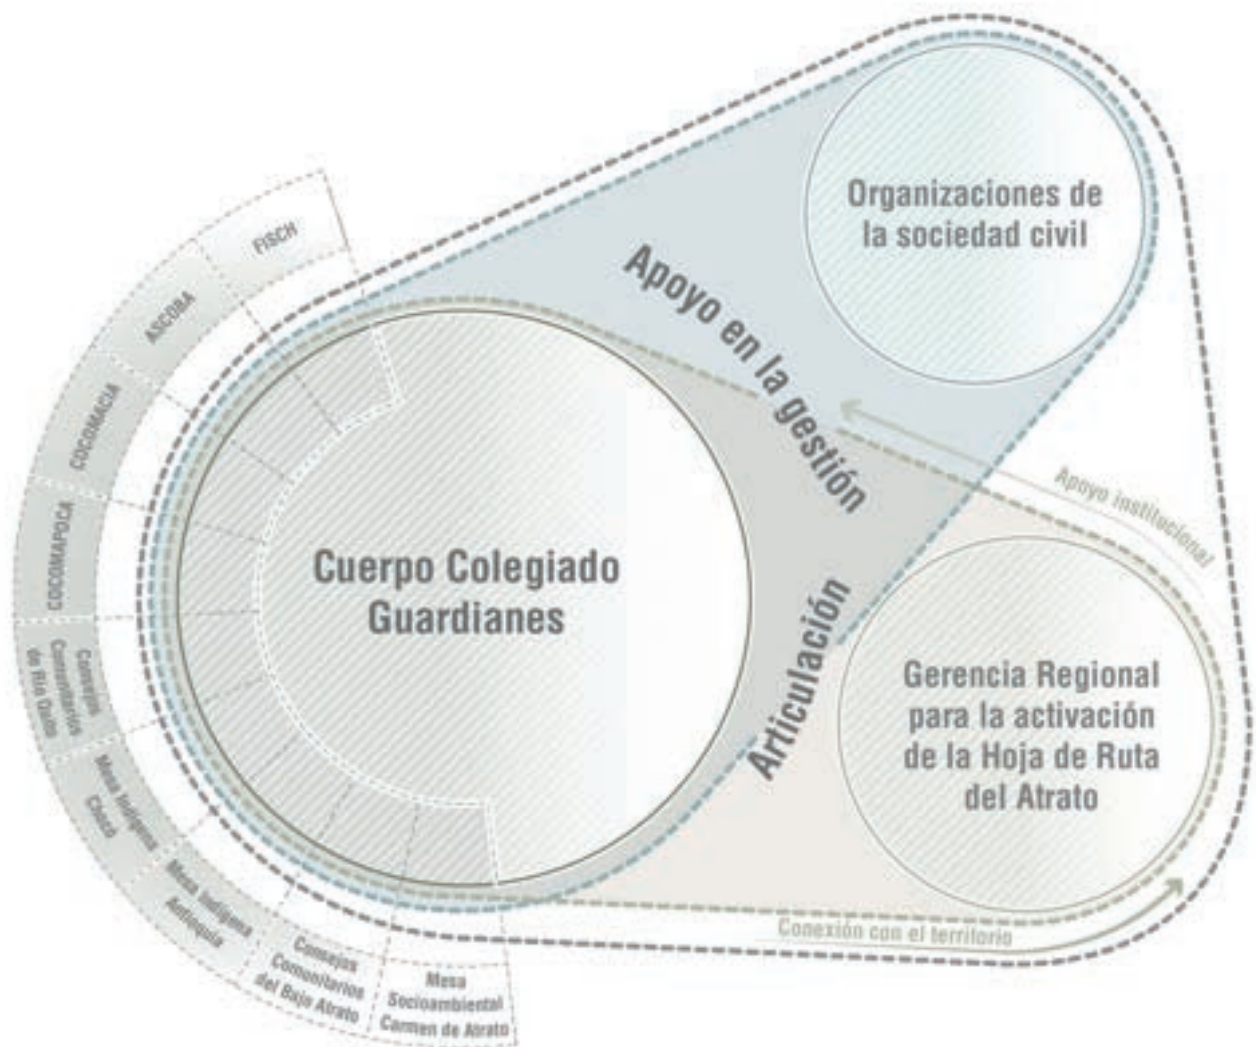 FISCH
ASCOBA
COCOMACIA
COCOMAPOCA
Consejos
Comunitarios
de Río Quito
Mesa Indígena
Chocó
Mesa Indígena
Antioquia
Consejos
Comunitarios
del Bajo Atrato
Mesa
Socioambiental
Carmen de Atrato
Cuerpo Colegiado
Guardianes
Organizaciones de
la sociedad civil
Apoyo en la gestión
Articulación
Apoyo institucional
Gerencia Regional
para la activación
de la Hoja de Ruta
del Atrato
Conexión con el territorio